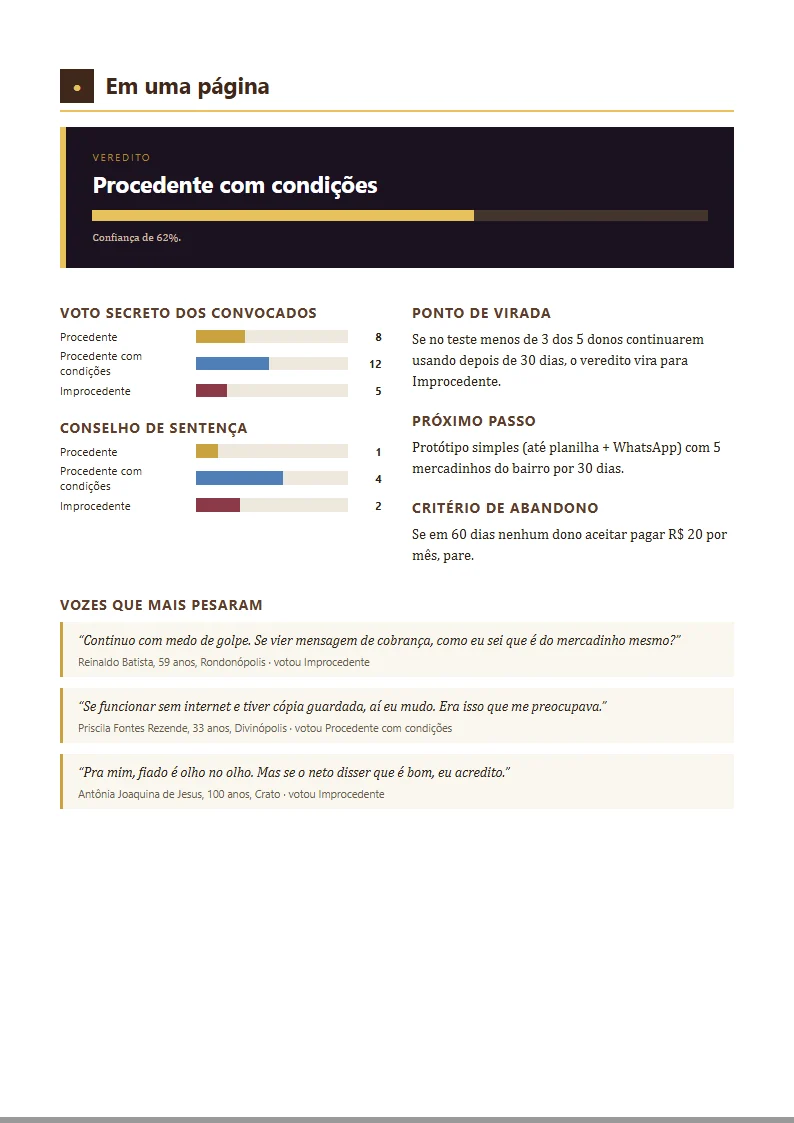 Em uma página
VEREDITO
Procedente com condições
Confiança de 62%.
VOTO SECRETO DOS CONVOCADOS
Procedente 8
Procedente com
condições 12
Improcedente 5
CONSELHO DE SENTENÇA
Procedente 1
Procedente com
condições 4
Improcedente 2
PONTO DE VIRADA
Se no teste menos de 3 dos 5 donos continuarem
usando depois de 30 dias, o veredito vira para
Improcedente.
PRÓXIMO PASSO
Protótipo simples (até planilha + WhatsApp) com 5
mercadinhos do bairro por 30 dias.
CRITÉRIO DE ABANDONO
Se em 60 dias nenhum dono aceitar pagar R$ 20 por
mês, pare.
VOZES QUE MAIS PESARAM
“Continuo com medo de golpe. Se vier mensagem de cobrança, como eu sei que é do mercadinho mesmo?”
Reinaldo Batista, 59 anos, Rondonópolis · votou Improcedente
“Se funcionar sem internet e tiver cópia guardada, aí eu mudo. Era isso que me preocupava.”
Priscila Fontes Rezende, 33 anos, Divinópolis · votou Procedente com condições
“Pra mim, fiado é olho no olho. Mas se o neto disser que é bom, eu acredito.”
Antônia Joaquina de Jesus, 100 anos, Crato · votou Improcedente